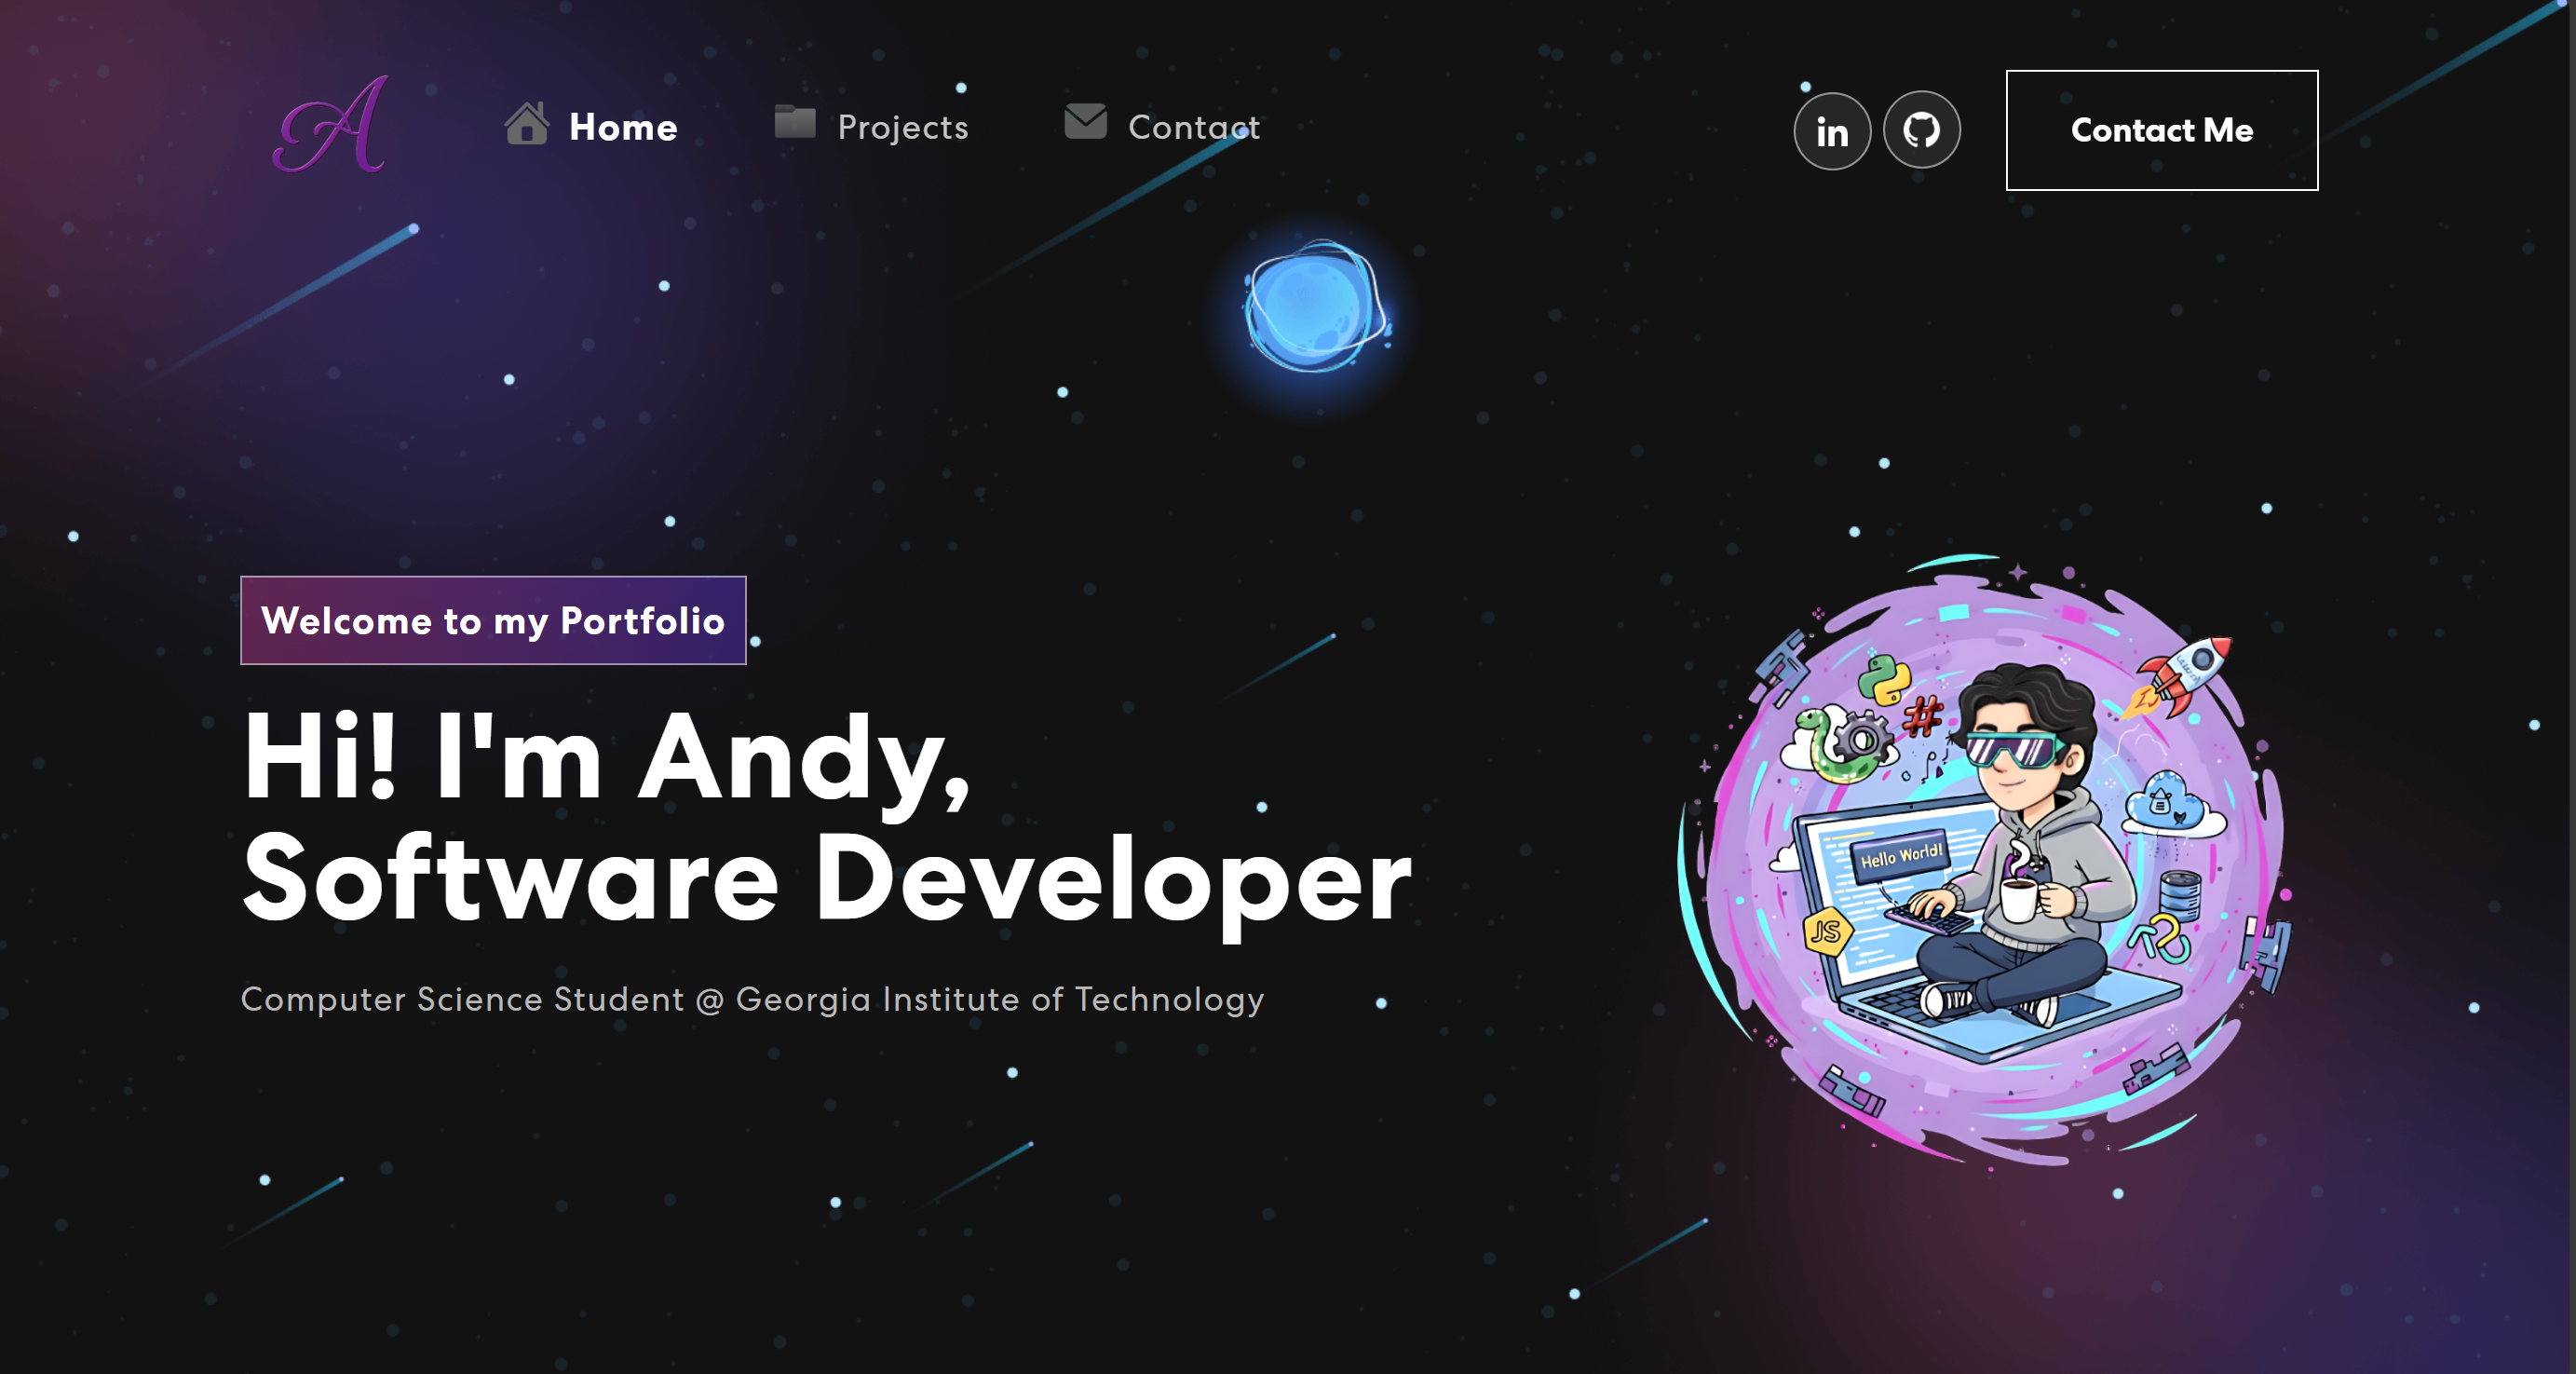 A
Home
Projects
Contact
in
Contact Me
Welcome to my Portfolio
Hi! I'm Andy,
Software Developer
Computer Science Student @ Georgia Institute of Technology
#
Hello World!
JS